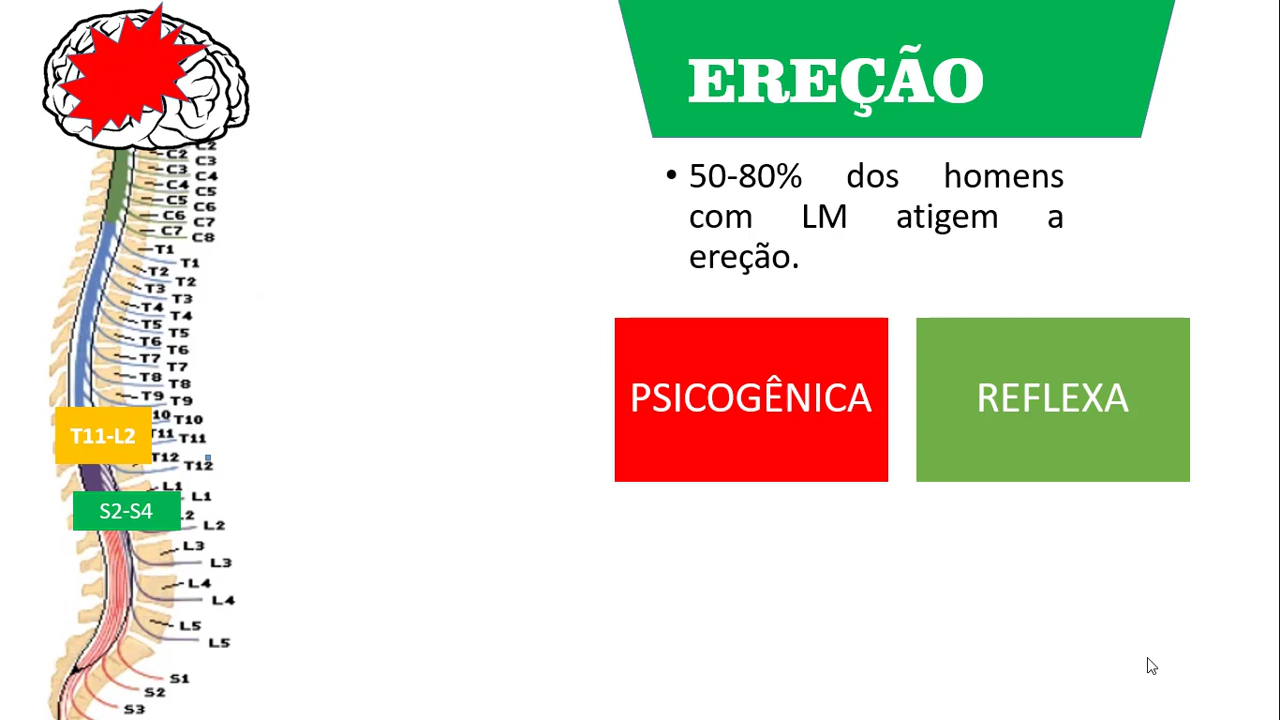 EREÇÃO
• 50-80% dos homens
com LM atigem a
ereção.
PSICOGÊNICA
REFLEXA
C2
C2
C3
C3
C4
C4
C5
C5
C6
C6
C7
C7
C8
T1
T1
T2
T2
T3
T3
T4
T4
T5
T5
T6
T6
T7
T7
T8
T8
T9
T9
10
T10
T11-L2
T11
T11
T12
T12
L1
L1
S2-S4
L2
L2
L3
L3
L4
L4
L5
L5
S1
S2
S3